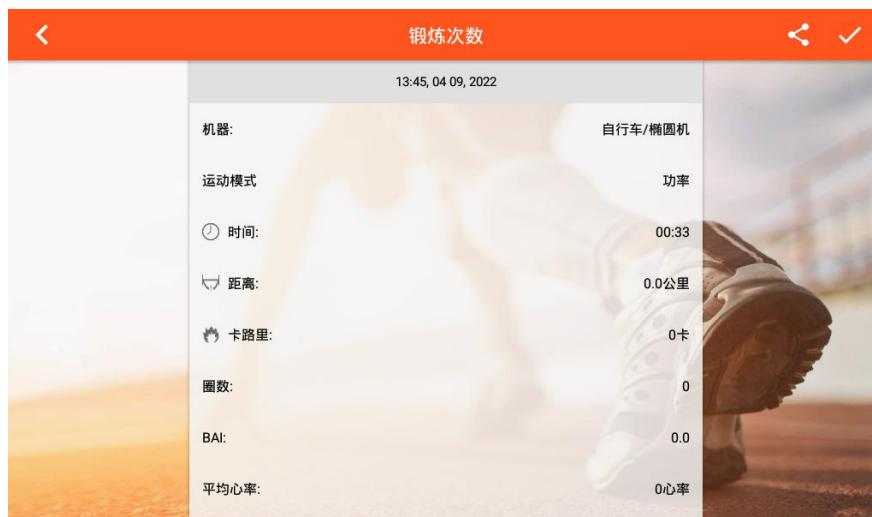 锻炼次数
13:45, 04 09, 2022
机器: 自行车/椭圆机
运动模式 功率
时间: 00:33
距离: 0.0公里
卡路里: 0卡
圈数: 0
BAI: 0.0
平均心率: 0心率